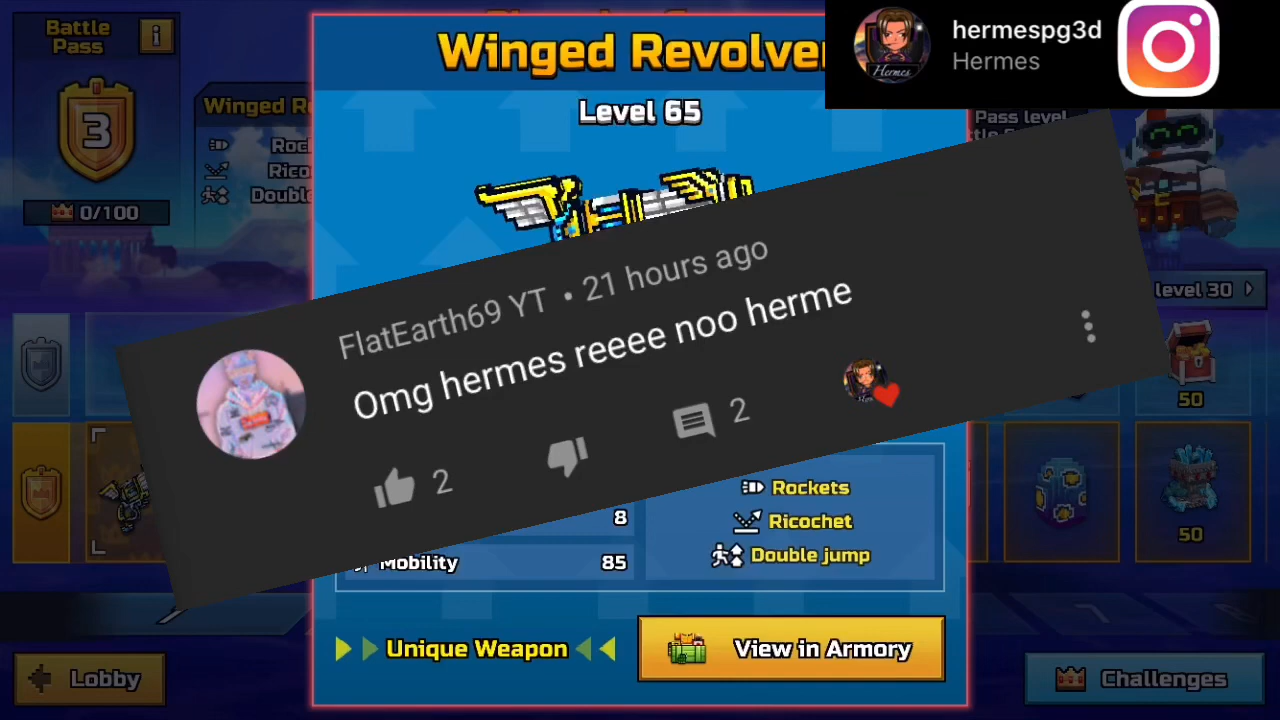 Battle
Pass
i
3
0/100
Winged Revolver
Level 65
hermespg3d
Hermes
Pass level
level 30
FlatEarth69 YT • 21 hours ago
Omg hermes reeee noo herme
2
2
50
50
Rockets
Ricochet
Double jump
8
Mobility
85
Unique Weapon
View in Armory
Lobby
Challenges